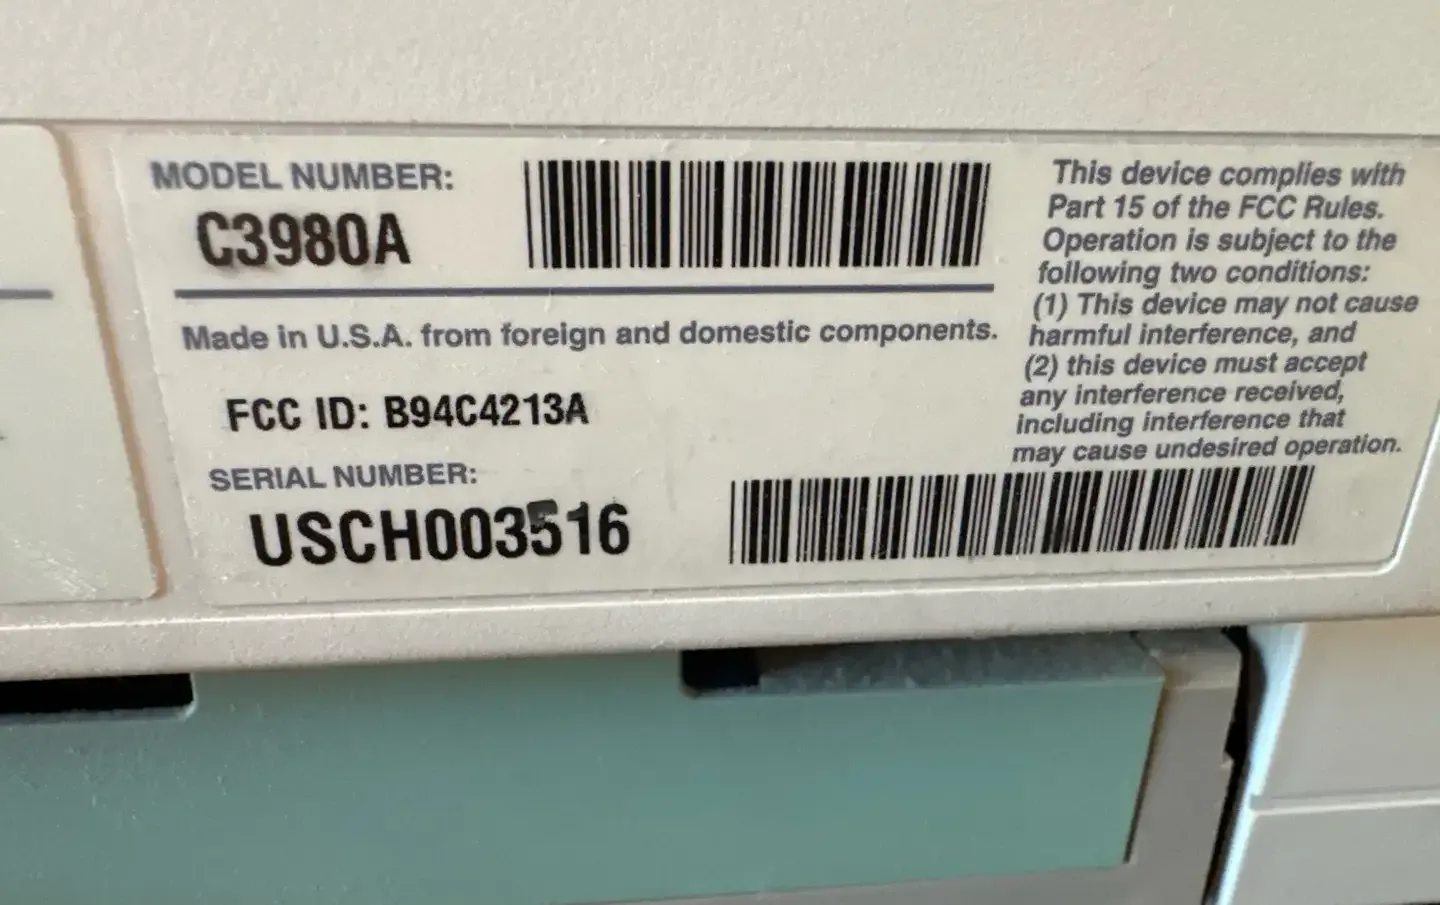 MODEL NUMBER:
C3980A
Made in U.S.A. from foreign and domestic components.
FCC ID: B94C4213A
SERIAL NUMBER:
USCH003516
This device complies with
Part 15 of the FCC Rules.
Operation is subject to the
following two conditions:
(1) This device may not cause
harmful interference, and
(2) this device must accept
any interference received,
including interference that
may cause undesired operation.